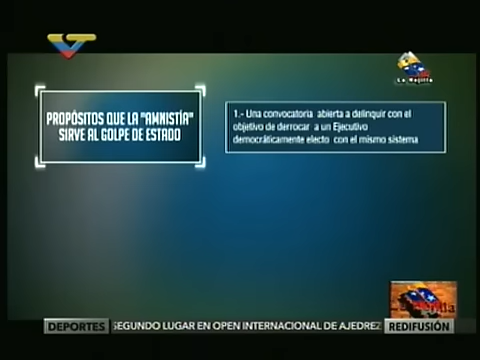 La Hojilla
PROPÓSITOS QUE LA "AMNISTÍA"
SIRVE AL GOLPE DE ESTADO
1.- Una convocatoria abierta a delinquir con el
objetivo de derrocar a un Ejecutivo
democráticamente electo con el mismo sistema
DEPORTES
SEGUNDO LUGAR EN OPEN INTERNACIONAL DE AJEDREZ
REDIFUSIÓN